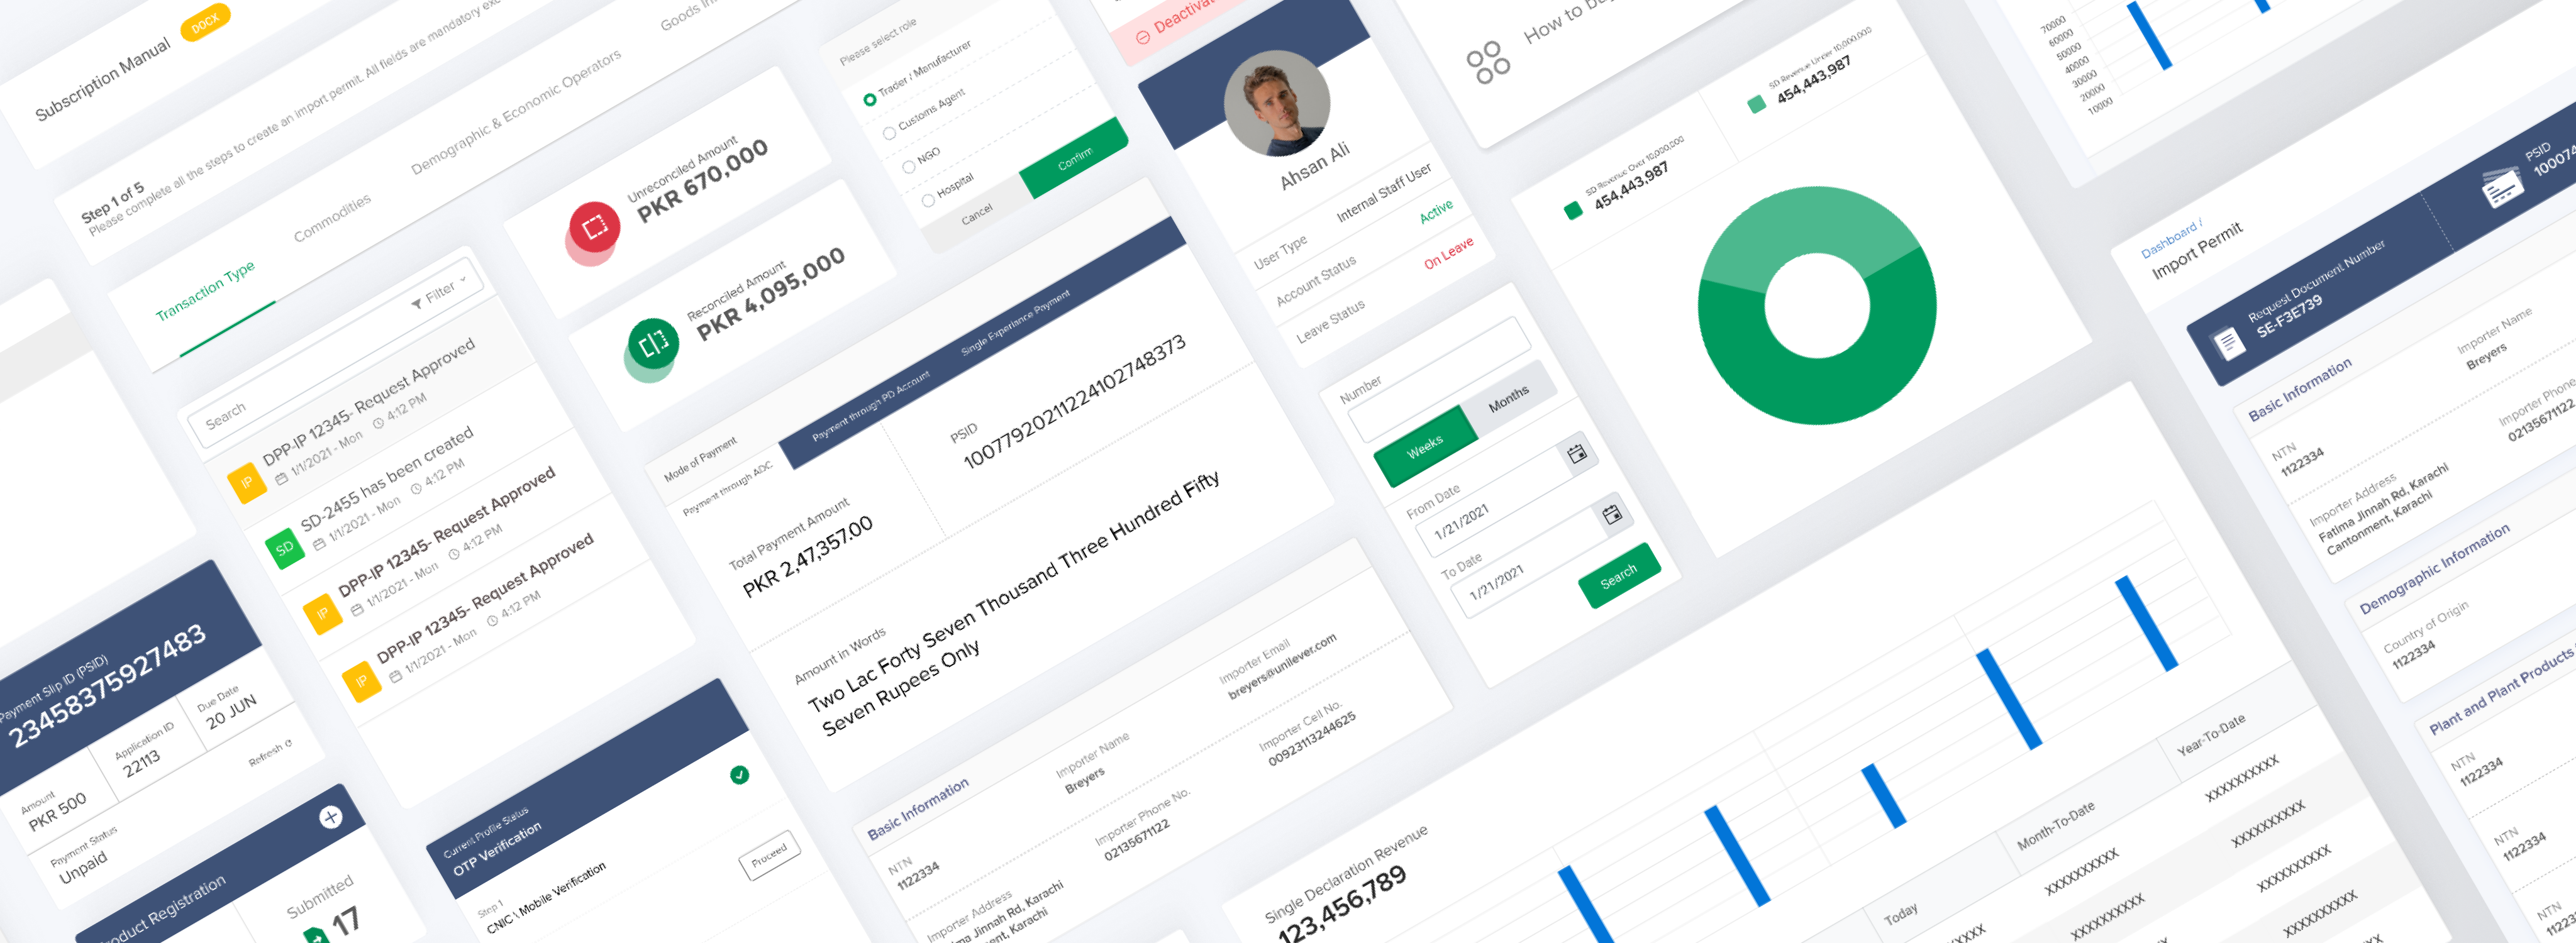 Subscription Manual
DOCX
Step 1 of 5
Please complete all the steps to create an import permit. All fields are mandatory
Transaction Type
Commodities
Demographic & Economic Operators
Goods
Search
Filter
IP
DPP-IP 12345- Request Approved
1/1/2021 - Mon
4:12 PM
SD
SD-2455 has been created
1/1/2021 - Mon
4:12 PM
IP
DPP-IP 12345- Request Approved
1/1/2021 - Mon
4:12 PM
IP
DPP-IP 12345- Request Approved
1/1/2021 - Mon
4:12 PM
Payment Slip ID (PSID)
234583759274​83
Amount
PKR 500
Application ID
22113
Due Date
20 JUN
Payment Status
Unpaid
Refresh
Product Registration
Submitted
17
Unreconciled Amount
PKR 670,000
Reconciled Amount
PKR 4,095,000
Please select role
Trader / Manufacturer
Customs Agent
NGO
Hospital
Cancel
Confirm
Mode of Payment
Payment through ADC
Payment through PD Account
Single Experience Payment
Total Payment Amount
PKR 2,47,357.00
PSID
10077920211224102748373
Amount in Words
Two Lac Forty Seven Thousand Three Hundred Fifty
Seven Rupees Only
Current Profile Status
OTP Verification
Step 1
CNIC \ Mobile Verification
Proceed
Basic Information
NTN
1122334
Importer Name
Breyers
Importer Email
breyers@unilever.com
Importer Address
Fatima Jinnah Rd, Karachi
Karachi
Importer Phone No.
02135671122
Importer Cell No.
00923113244625
Ahsan Ali
User Type
Internal Staff User
Account Status
Active
Leave Status
On Leave
Number
Weeks
Months
From Date
1/21/2021
To Date
1/21/2021
Search
How to
SD Revenue Over 10,000,000
454,443,987
SD Revenue Under 10,000,000
454,443,987
Single Declaration Revenue
123,456,789
Today
Month-To-Date
Year-To-Date
XXXXXXXXXX
XXXXXXXXXX
XXXXXXXXXX
XXXXXXXXXX
XXXXXXXXXX
XXXXXXXXXX
XXXXXXXXXX
70000
60000
50000
40000
30000
20000
10000
Dashboard /
Import Permit
Request Document Number
SE-F3E739
PSID
Basic Information
NTN
1122334
Importer Name
Breyers
Importer Address
Fatima Jinnah Rd, Karachi
Cantonment, Karachi
Importer Phone
02135671122
Demographic Information
Country of Origin
1122334
Plant and Plant Products
NTN
1122334
NTN
1122334
NTN